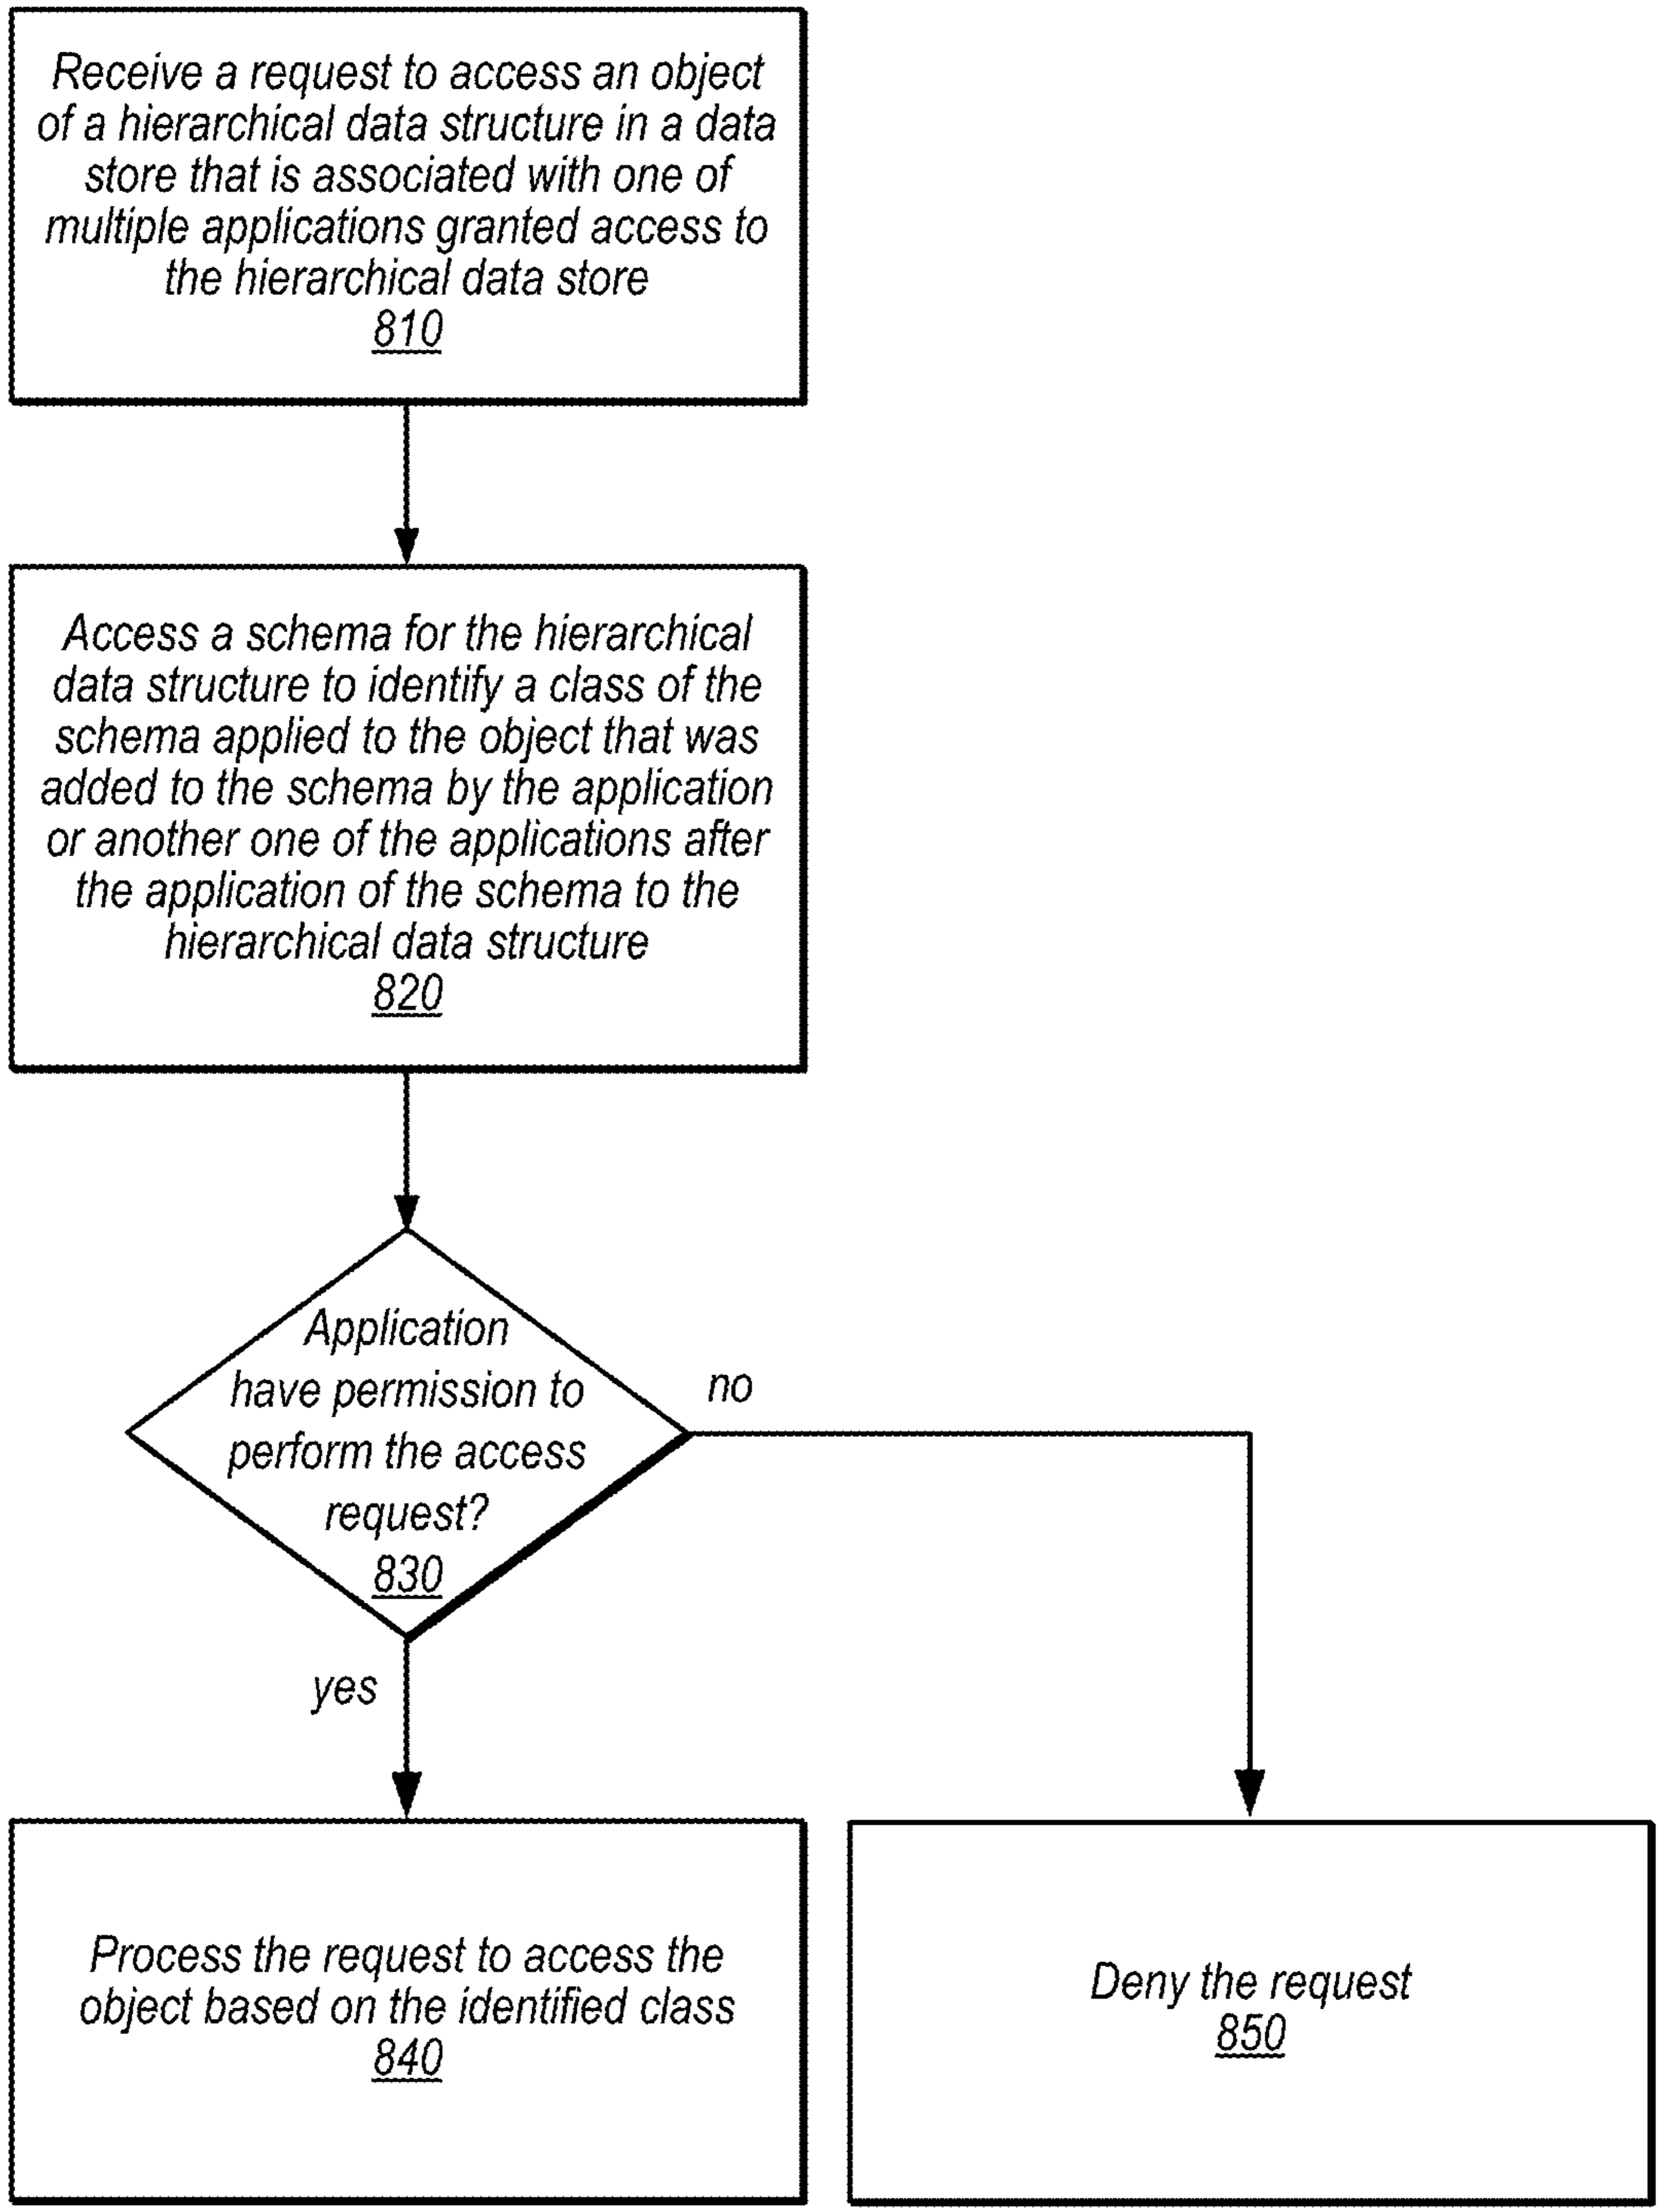 Receive a request to access an object
of a hierarchical data structure in a data
store that is associated with one of
multiple applications granted access to
the hierarchical data store
810
Access a schema for the hierarchical
data structure to identify a class of the
schema applied to the object that was
added to the schema by the application
or another one of the applications after
the application of the schema to the
hierarchical data structure
820
Application
have permission to
perform the access
request?
830
no
yes
Process the request to access the
object based on the identified class
840
Deny the request
850